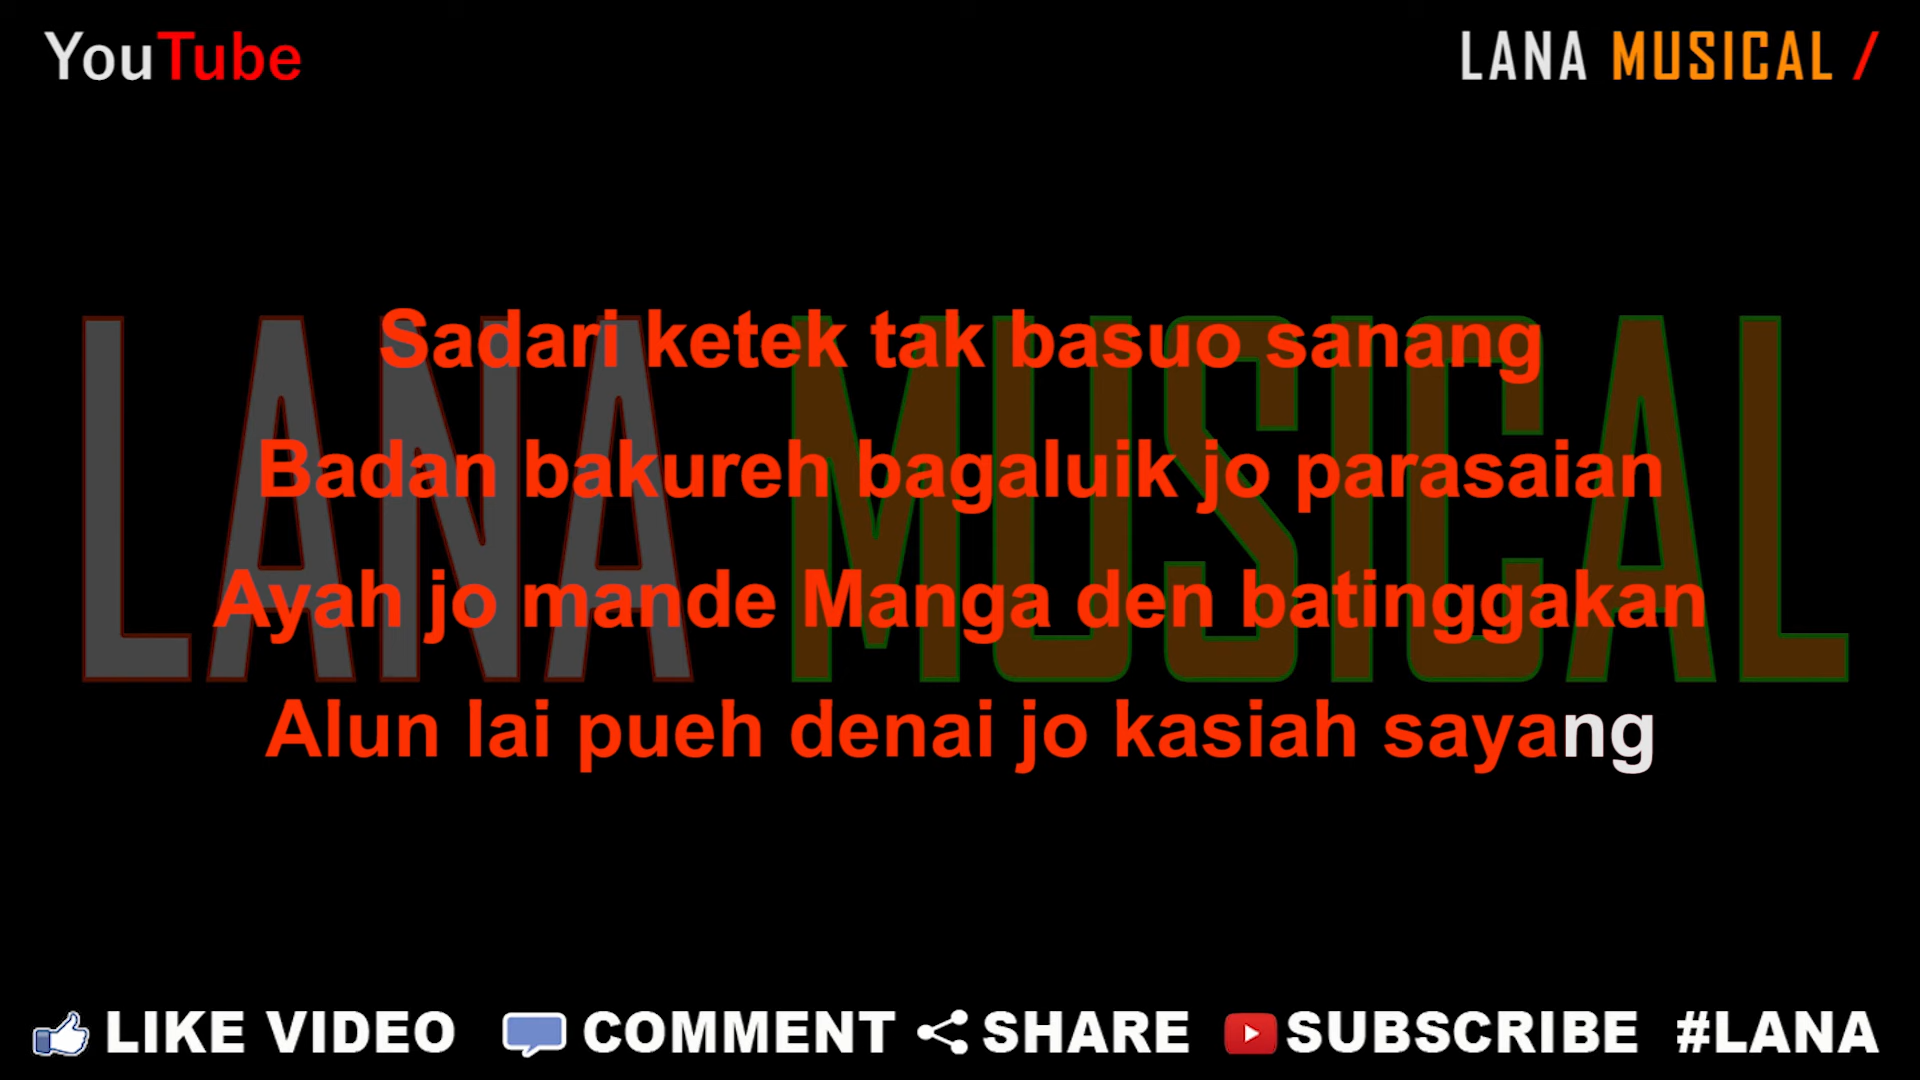 YouTube
LANA MUSICAL /
LANA MUSICAL
Sadari ketek tak basuo sanang
Badan bakureh bagaluik jo parasaian
Ayah jo mande Manga den batinggakan
Alun lai pueh denai jo kasiah sayang
LIKE VIDEO COMMENT SHARE SUBSCRIBE #LANA